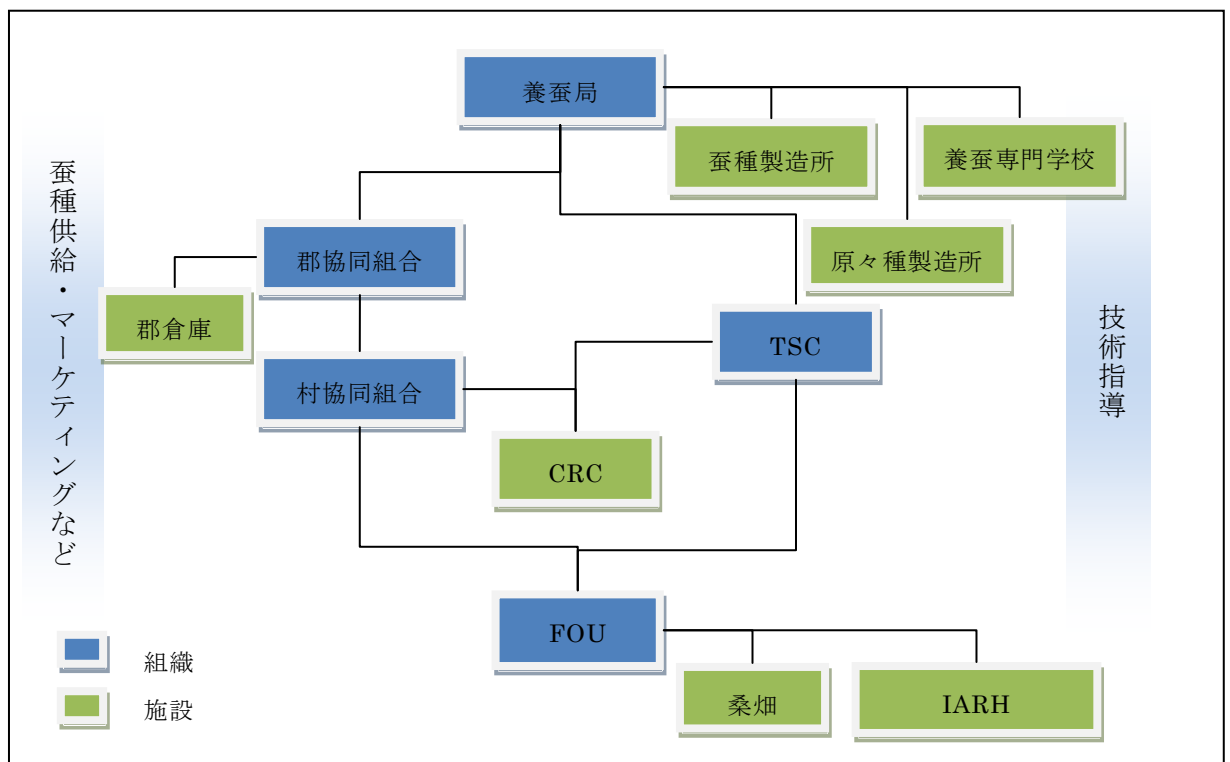 養蚕局
蚕種製造所
養蚕専門学校
蚕種供給・マーケティングなど
郡協同組合
原々種製造所
郡倉庫
技術指導
TSC
村協同組合
CRC
FOU
組織
施設
桑畑
IARH